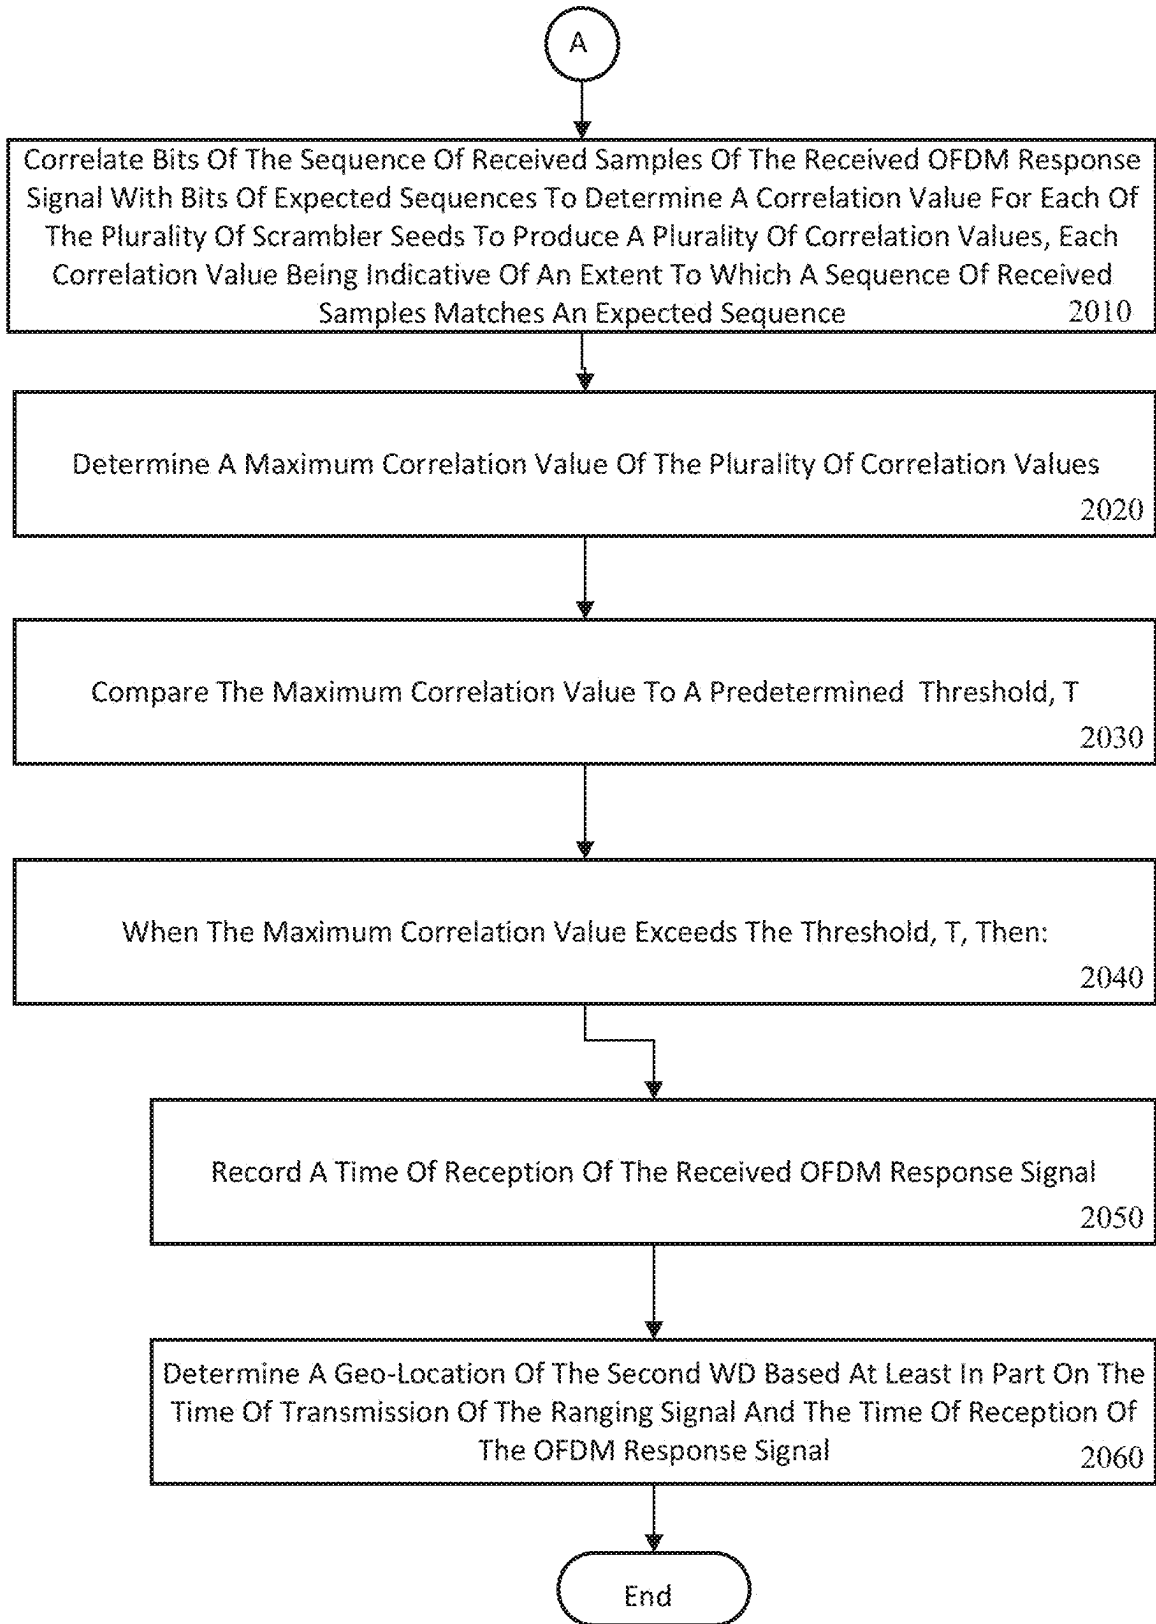 A
Correlate Bits Of The Sequence Of Received Samples Of The Received OFDM Response
Signal With Bits Of Expected Sequences To Determine A Correlation Value For Each Of
The Plurality Of Scrambler Seeds To Produce A Plurality Of Correlation Values, Each
Correlation Value Being Indicative Of An Extent To Which A Sequence Of Received
Samples Matches An Expected Sequence 2010
Determine A Maximum Correlation Value Of The Plurality Of Correlation Values
2020
Compare The Maximum Correlation Value To A Predetermined Threshold, T
2030
When The Maximum Correlation Value Exceeds The Threshold, T, Then:
2040
Record A Time Of Reception Of The Received OFDM Response Signal
2050
Determine A Geo-Location Of The Second WD Based At Least In Part On The
Time Of Transmission Of The Ranging Signal And The Time Of Reception Of
The OFDM Response Signal 2060
End